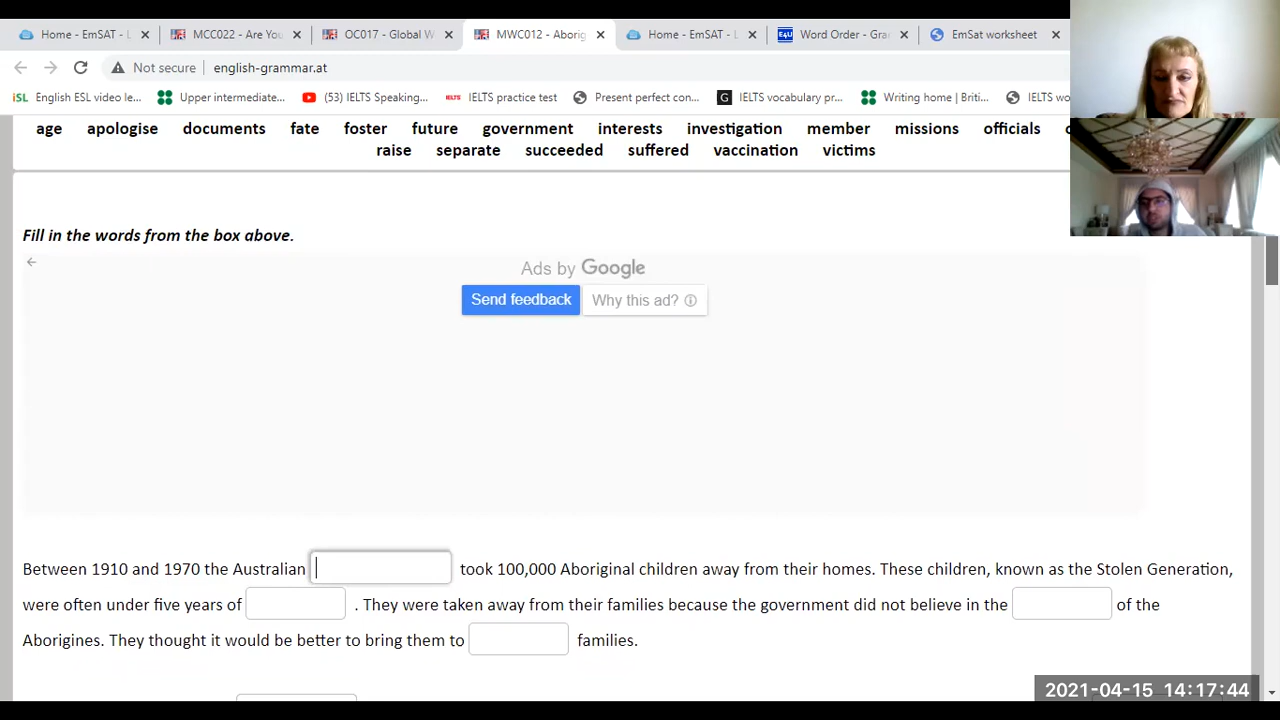 Home - EmSAT - L
MCC022 - Are You
OC017 - Global W
MWC012 - Aborig
Home - EmSAT - L
Word Order - Gra
EmSat worksheet
Not secure
english-grammar.at
English ESL video le...
Upper intermediate...
(53) IELTS Speaking...
IELTS practice test
Present perfect con...
IELTS vocabulary pr...
Writing home | Briti...
IELTS wo
age apologise documents fate foster future government interests investigation member missions officials
raise separate succeeded suffered vaccination victims
Fill in the words from the box above.
Ads by Google
Send feedback
Why this ad?
Between 1910 and 1970 the Australian took 100,000 Aboriginal children away from their homes. These children, known as the Stolen Generation,
were often under five years of . They were taken away from their families because the government did not believe in the of the
Aborigines. They thought it would be better to bring them to families.
2021-04-15 14:17:44